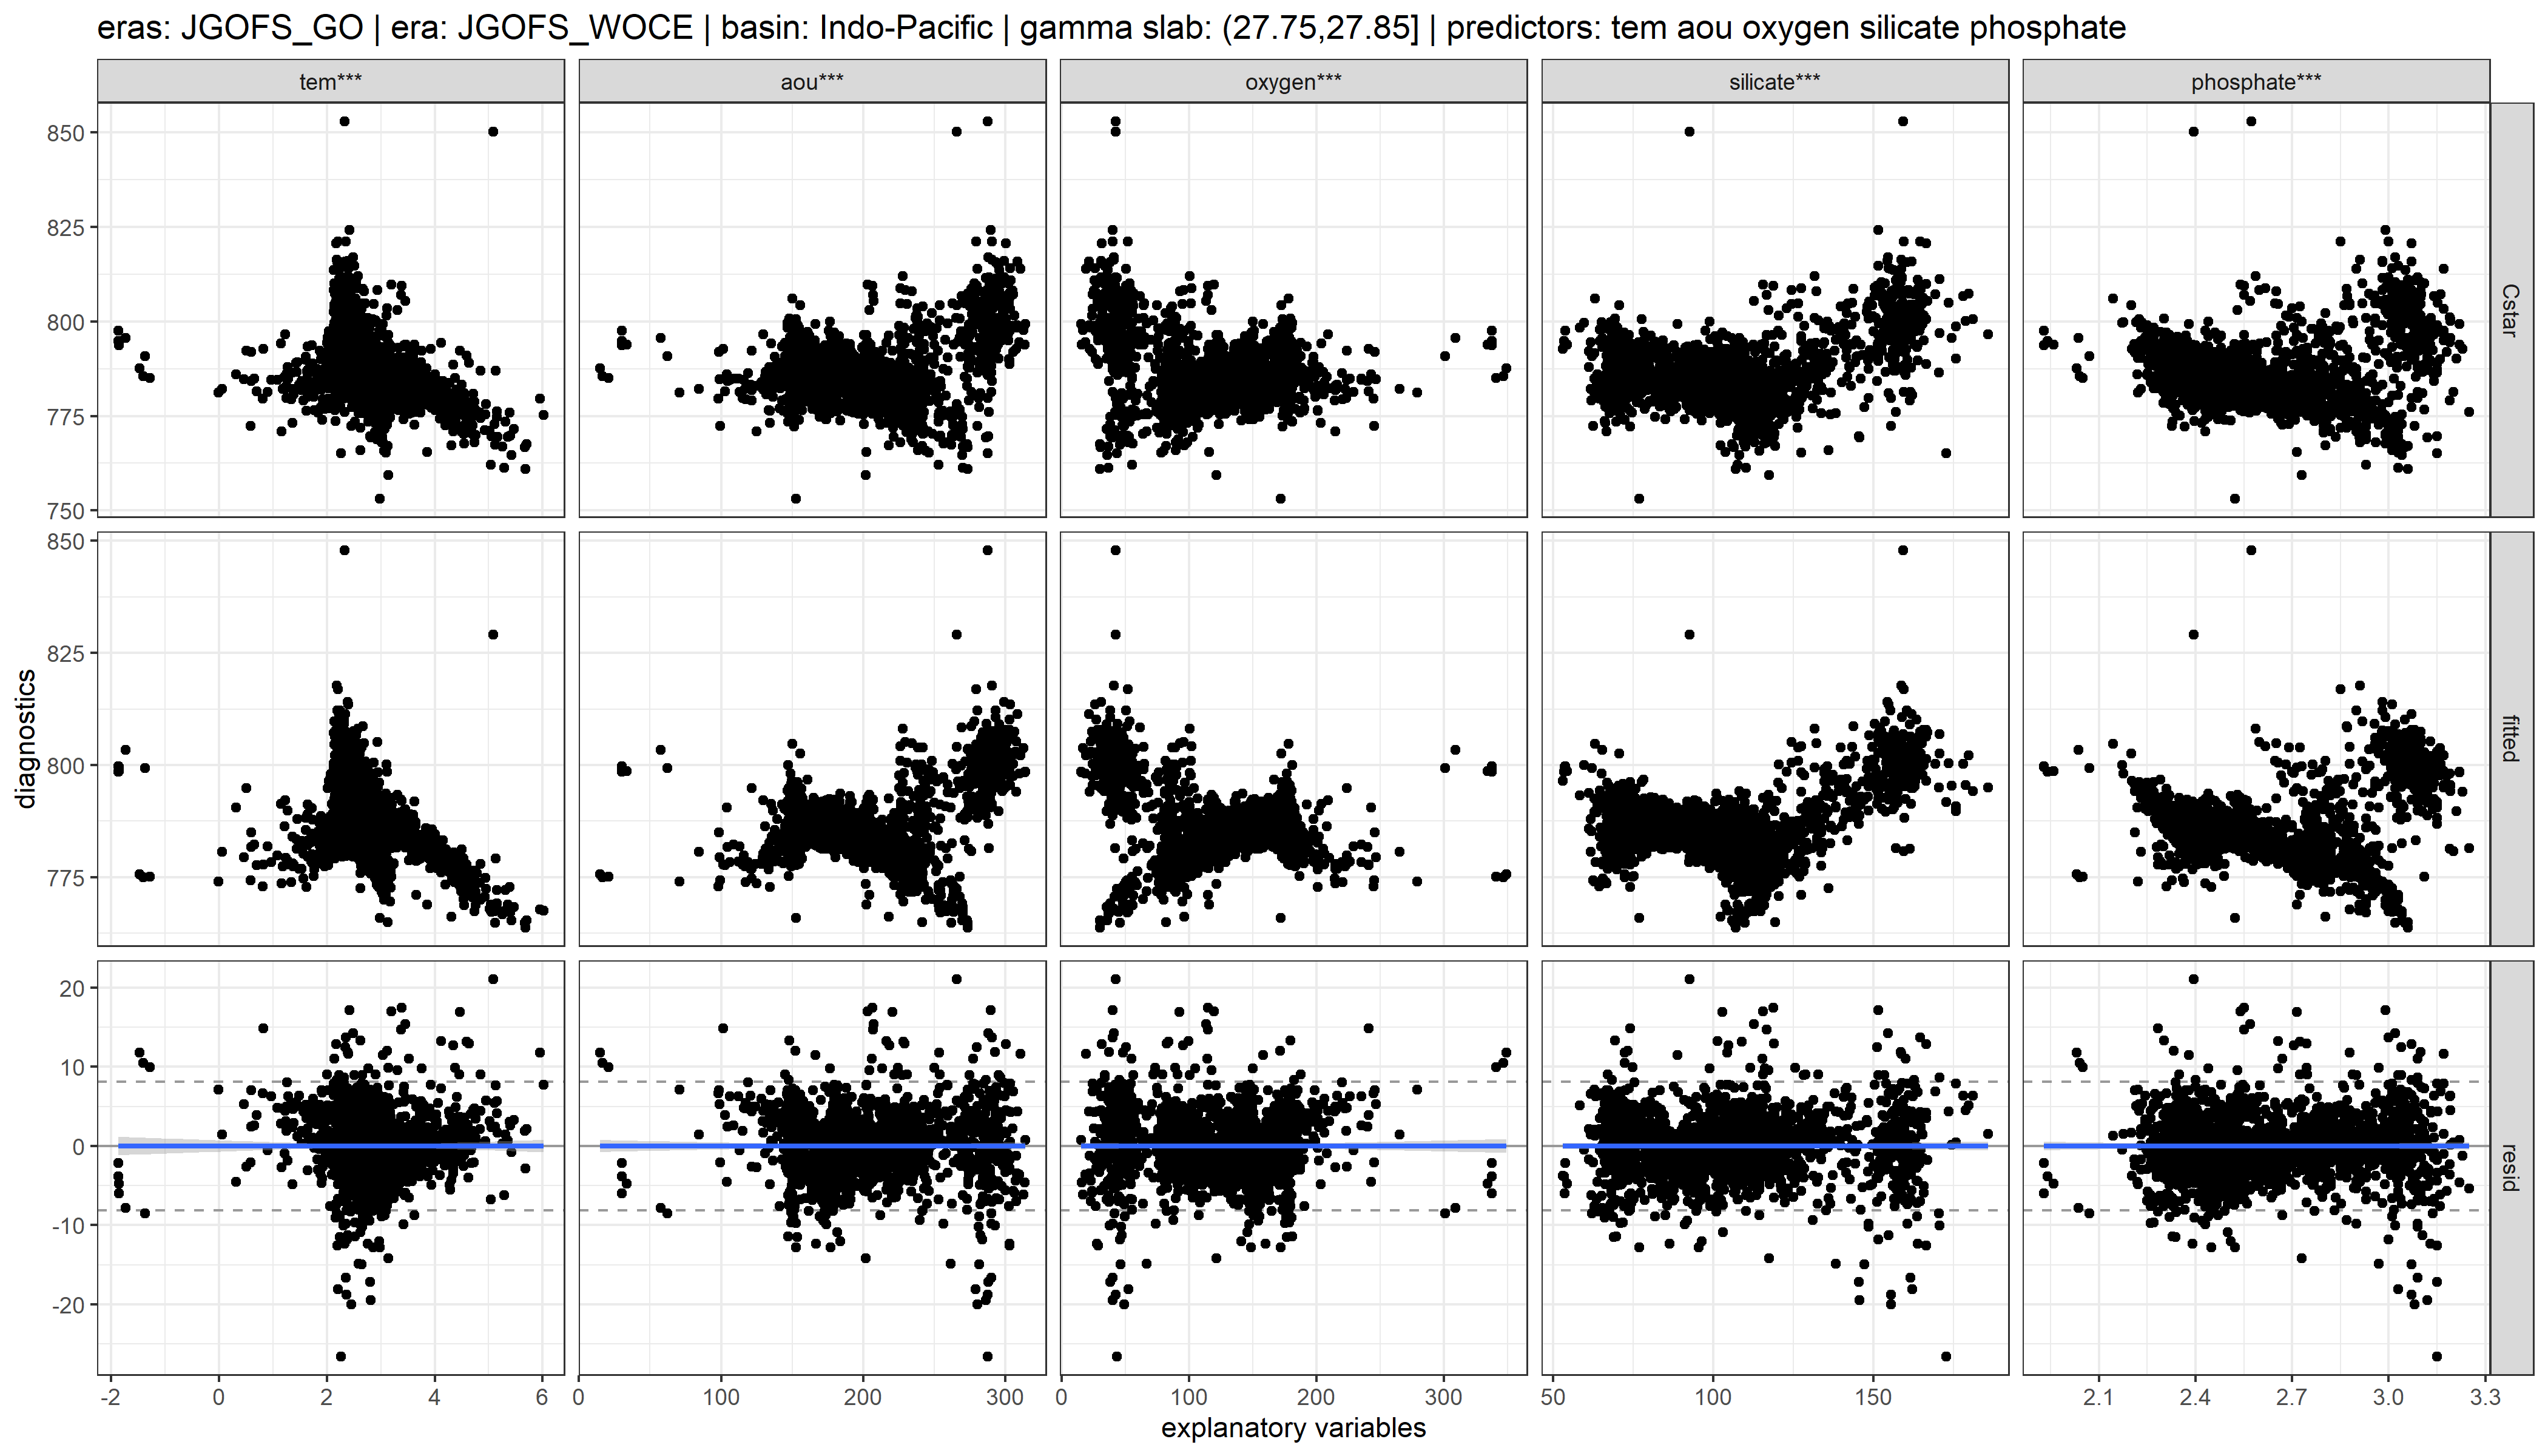 eras: JGOFS_GO | era: JGOFS_WOCE | basin: Indo-Pacific | gamma slab: (27.75,27.85] | predictors: tem aou oxygen silicate phosphate
tem*** aou*** oxygen*** silicate*** phosphate***
850
825
800
775
750
Cstar
850
825
800
775
fitted
diagnostics
20
10
0
-10
-20
resid
-2 0 2 4 6 0 100 200 300 0 100 200 300 50 100 150 2.1 2.4 2.7 3.0 3.3
explanatory variables